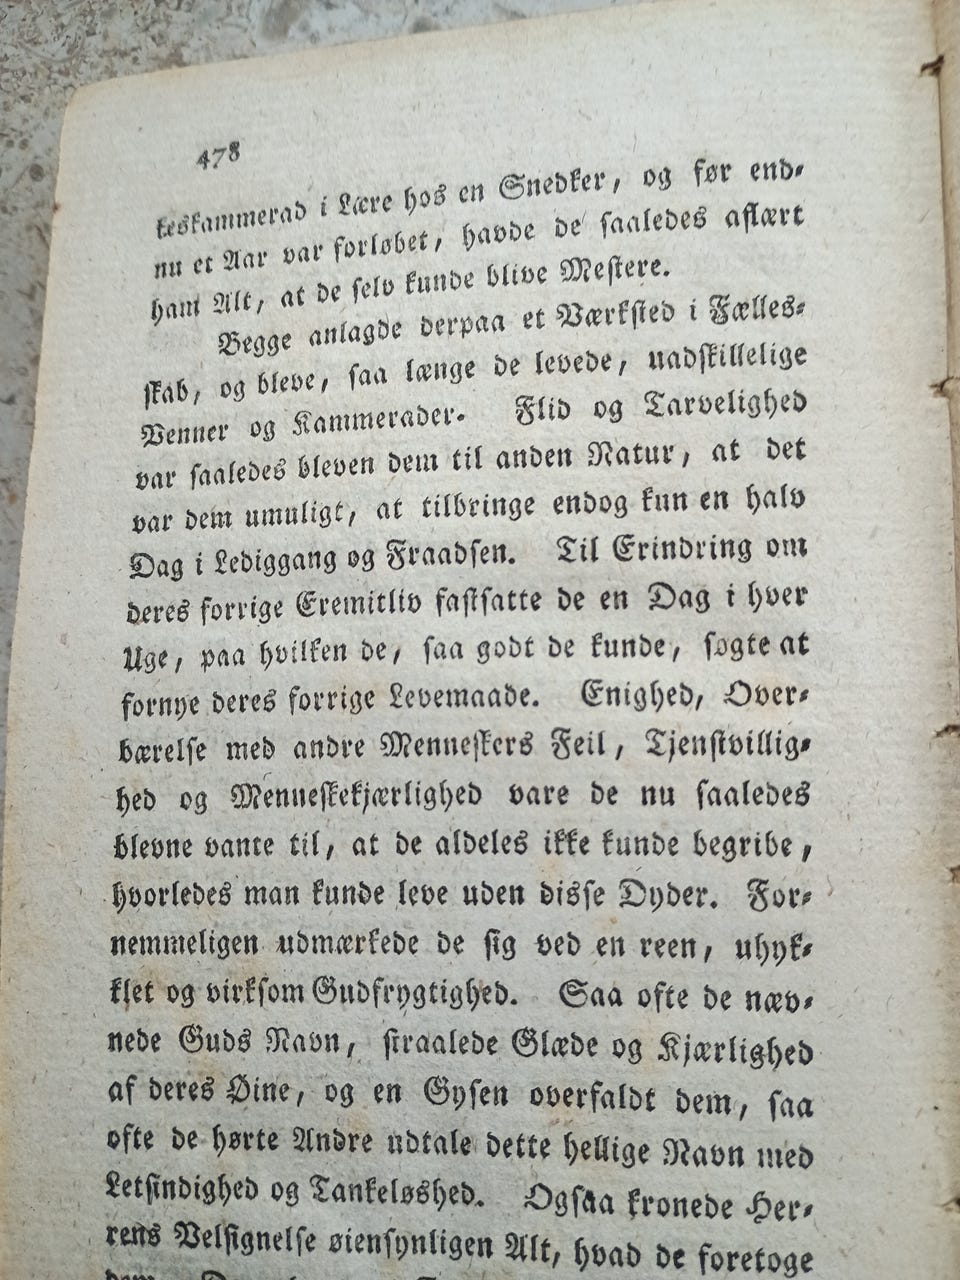 478
keskammerad i Lære hos en Snedker, og før end-
nu et Aar var forløbet, havde de saaledes aflært
ham Alt, at de selv kunde blive Mestere.
Begge anlagde derpaa et Værksted i Fælles-
skab, og bleve, saa længe de levede, uadskillelige
Venner og Kammerader. Flid og Tarvelighed
var saaledes bleven dem til anden Natur, at det
var dem umuligt, at tilbringe endog kun en halv
Dag i Lediggang og Fraadsen. Til Erindring om
deres forrige Eremitliv fastsatte de en Dag i hver
Uge, paa hvilken de, saa godt de kunde, søgte at
fornye deres forrige Levemaade. Enighed, Over-
bærelse med andre Menneskers Feil, Tjenstvillig-
hed og Menneskekjærlighed vare de nu saaledes
blevne vante til, at de aldeles ikke kunde begribe,
hvorledes man kunde leve uden disse Dyder. For-
nemmeligen udmærkede de sig ved en reen, uhyk-
klet og virksom Gudfrygtighed. Saa ofte de næv-
nede Guds Navn, straalede Glæde og Kjærlighed
af deres Øine, og en Gysen overfaldt dem, saa
ofte de hørte Andre udtale dette hellige Navn med
Letsindighed og Tankeløshed. Ogsaa kronede Her-
rens Velsignelse øiensynligen Alt, hvad de foretoge